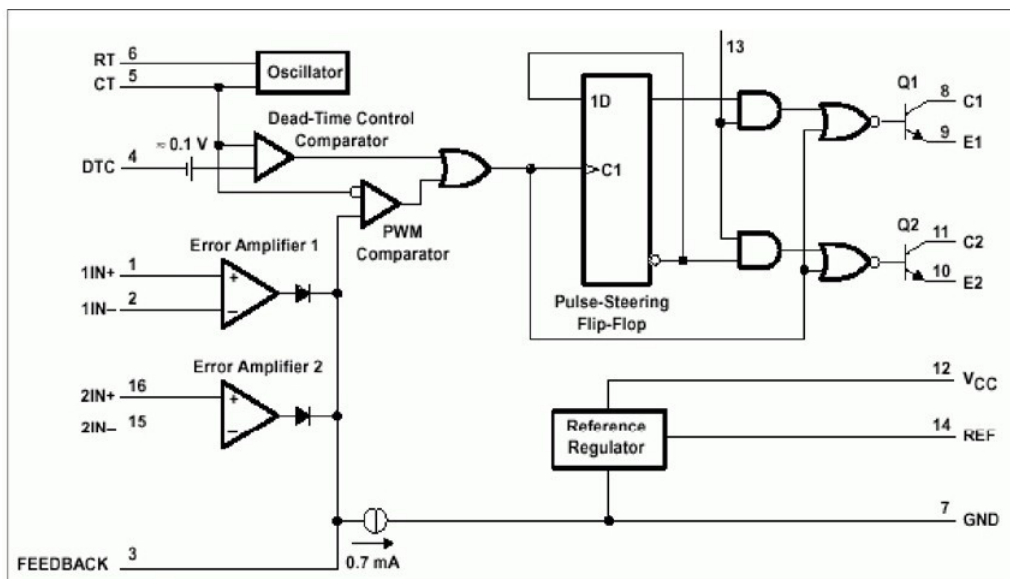 RT 6
CT 5
Oscillator
13
1D
Q1
8 C1
9 E1
Dead-Time Control
Comparator
≈ 0.1 V
DTC 4
C1
PWM
Comparator
Error Amplifier 1
1IN+ 1
+
1IN– 2
–
Q2
11 C2
10 E2
Pulse-Steering
Flip-Flop
Error Amplifier 2
2IN+ 16
+
2IN– 15
–
12 VCC
Reference
Regulator
14 REF
7 GND
0.7 mA
FEEDBACK 3